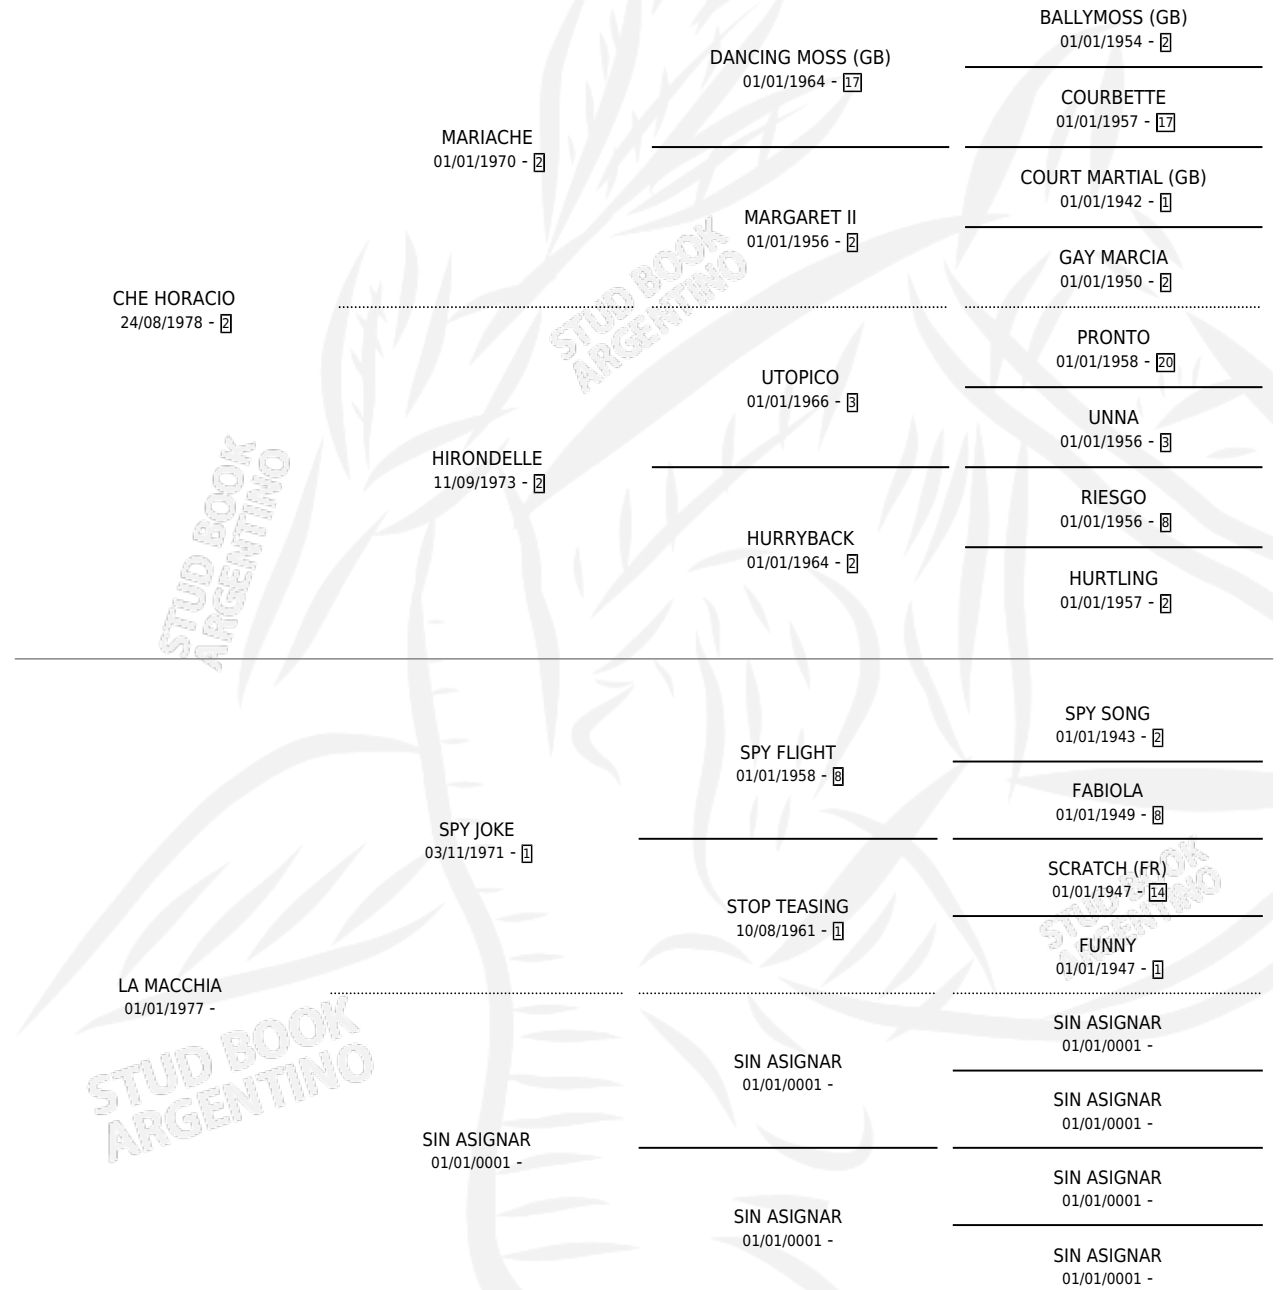 BALLYMOSS (GB)
01/01/1954 - 2
DANCING MOSS (GB)
01/01/1964 - 17
COURBETTE
01/01/1957 - 17
MARIACHE
01/01/1970 - 2
COURT MARTIAL (GB)
01/01/1942 - 1
MARGARET II
01/01/1956 - 2
GAY MARCIA
01/01/1950 - 2
CHE HORACIO
24/08/1978 - 2
PRONTO
01/01/1958 - 20
UTOPICO
01/01/1966 - 3
UNNA
01/01/1956 - 3
HIRONDELLE
11/09/1973 - 2
RIESGO
01/01/1956 - 8
HURRYBACK
01/01/1964 - 2
HURTLING
01/01/1957 - 2
SPY SONG
01/01/1943 - 2
SPY FLIGHT
01/01/1958 - 8
FABIOLA
01/01/1949 - 8
SPY JOKE
03/11/1971 - 1
SCRATCH (FR)
01/01/1947 - 14
STOP TEASING
10/08/1961 - 1
FUNNY
01/01/1947 - 1
LA MACCHIA
01/01/1977 -
SIN ASIGNAR
01/01/0001 -
SIN ASIGNAR
01/01/0001 -
SIN ASIGNAR
01/01/0001 -
SIN ASIGNAR
01/01/0001 -
SIN ASIGNAR
01/01/0001 -
SIN ASIGNAR
01/01/0001 -
SIN ASIGNAR
01/01/0001 -
STUD BOOK
ARGENTINO
STUD BOOK
ARGENTINO
STUD BOOK
ARGENTINO
STUD BOOK
ARGENTINO